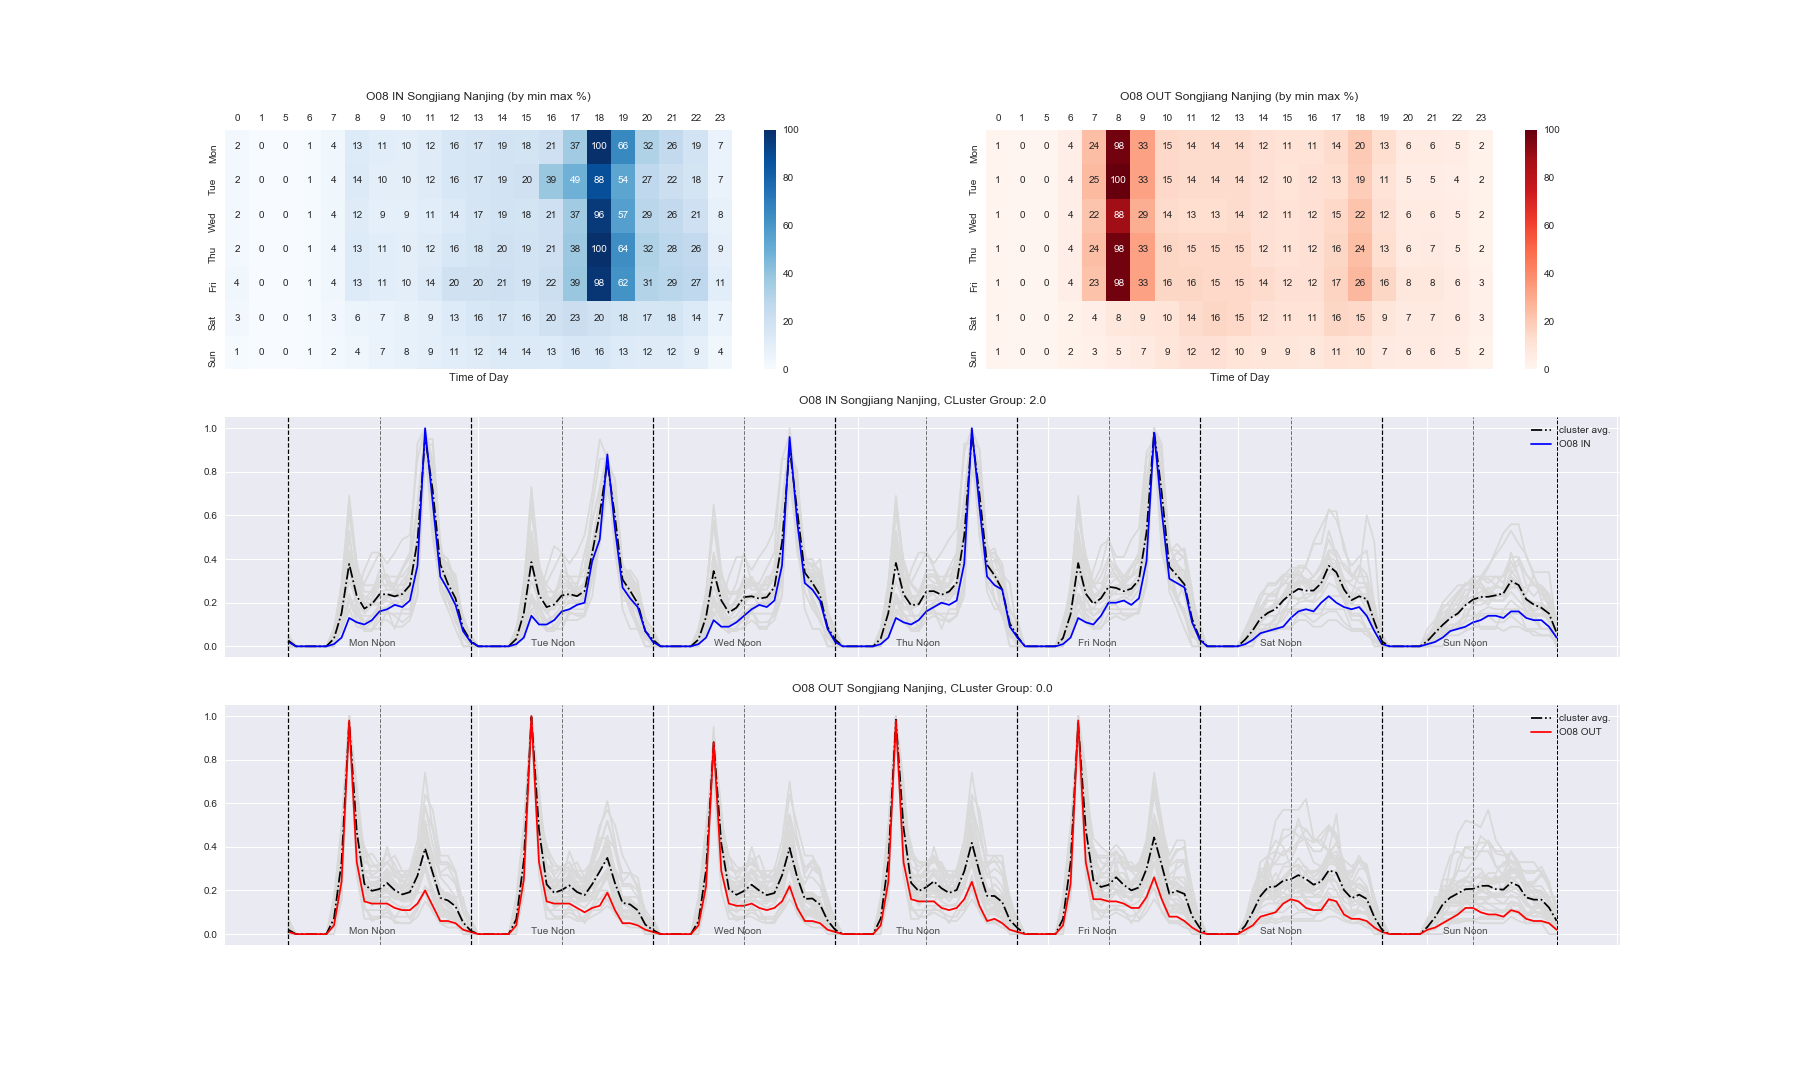 O08 IN Songjiang Nanjing (by min max %)
0 1 5 6 7 8 9 10 11 12 13 14 15 16 17 18 19 20 21 22 23
Mon 2 0 0 1 4 13 11 10 12 16 17 19 18 21 37 100 66 32 26 19 7
Tue 2 0 0 1 4 14 10 10 12 16 17 19 20 39 49 88 54 27 22 18 7
Wed 2 0 0 1 4 12 9 9 11 14 17 19 18 21 37 96 57 29 26 21 8
Thu 2 0 0 1 4 13 11 10 12 16 18 20 19 21 38 100 64 32 28 26 9
Fri 4 0 0 1 4 13 11 10 14 20 20 21 19 22 39 98 62 31 29 27 11
Sat 3 0 0 1 3 6 7 8 9 13 16 17 16 20 23 20 18 17 18 14 7
Sun 1 0 0 1 2 4 7 8 9 11 12 14 14 13 16 16 13 12 12 9 4
Time of Day
100
80
60
40
20
0
O08 OUT Songjiang Nanjing (by min max %)
0 1 5 6 7 8 9 10 11 12 13 14 15 16 17 18 19 20 21 22 23
Mon 1 0 0 4 24 98 33 15 14 14 14 12 11 11 14 20 13 6 6 5 2
Tue 1 0 0 4 25 100 33 15 14 14 14 12 10 12 13 19 11 5 5 4 2
Wed 1 0 0 4 22 88 29 14 13 13 14 12 11 12 15 22 12 6 6 5 2
Thu 1 0 0 4 24 98 33 16 15 15 15 12 11 12 16 24 13 6 7 5 2
Fri 1 0 0 4 23 98 33 16 16 15 15 14 12 12 17 26 16 8 8 6 3
Sat 1 0 0 2 4 8 9 10 14 16 15 12 11 11 16 15 9 7 7 6 3
Sun 1 0 0 2 3 5 7 9 12 12 10 9 9 8 11 10 7 6 6 5 2
Time of Day
100
80
60
40
20
0
O08 IN Songjiang Nanjing, CLuster Group: 2.0
1.0
0.8
0.6
0.4
0.2
0.0
cluster avg.
O08 IN
Mon Noon Tue Noon Wed Noon Thu Noon Fri Noon Sat Noon Sun Noon
O08 OUT Songjiang Nanjing, CLuster Group: 0.0
1.0
0.8
0.6
0.4
0.2
0.0
cluster avg.
O08 OUT
Mon Noon Tue Noon Wed Noon Thu Noon Fri Noon Sat Noon Sun Noon